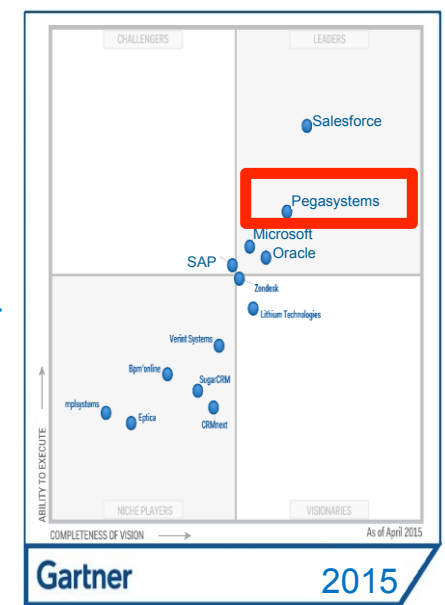 CHALLENGERS
LEADERS
Salesforce
Pegasystems
Microsoft
Oracle
SAP
Zendesk
Lithium Technologies
Verint Systems
Bpm'online
SugarCRM
mplsystems
CRMnext
Eptica
ABILITY TO EXECUTE
NICHE PLAYERS
VISIONARIES
COMPLETENESS OF VISION
As of April 2015
Gartner
2015